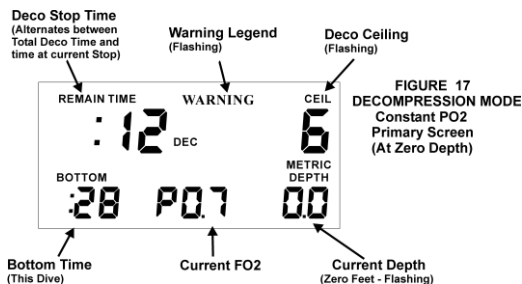 Deco Stop Time
(Alternates between
Total Deco Time and
time at current Stop)
Warning Legend
(Flashing)
Deco Ceiling
(Flashing)
FIGURE 17
DECOMPRESSION MODE
Constant PO2
Primary Screen
(At Zero Depth)
REMAIN TIME
WARNING
CEIL
:12 DEC
6
BOTTOM
METRIC
DEPTH
:28
PO.7
0.0
Bottom Time
(This Dive)
Current FO2
Current Depth
(Zero Feet - Flashing)